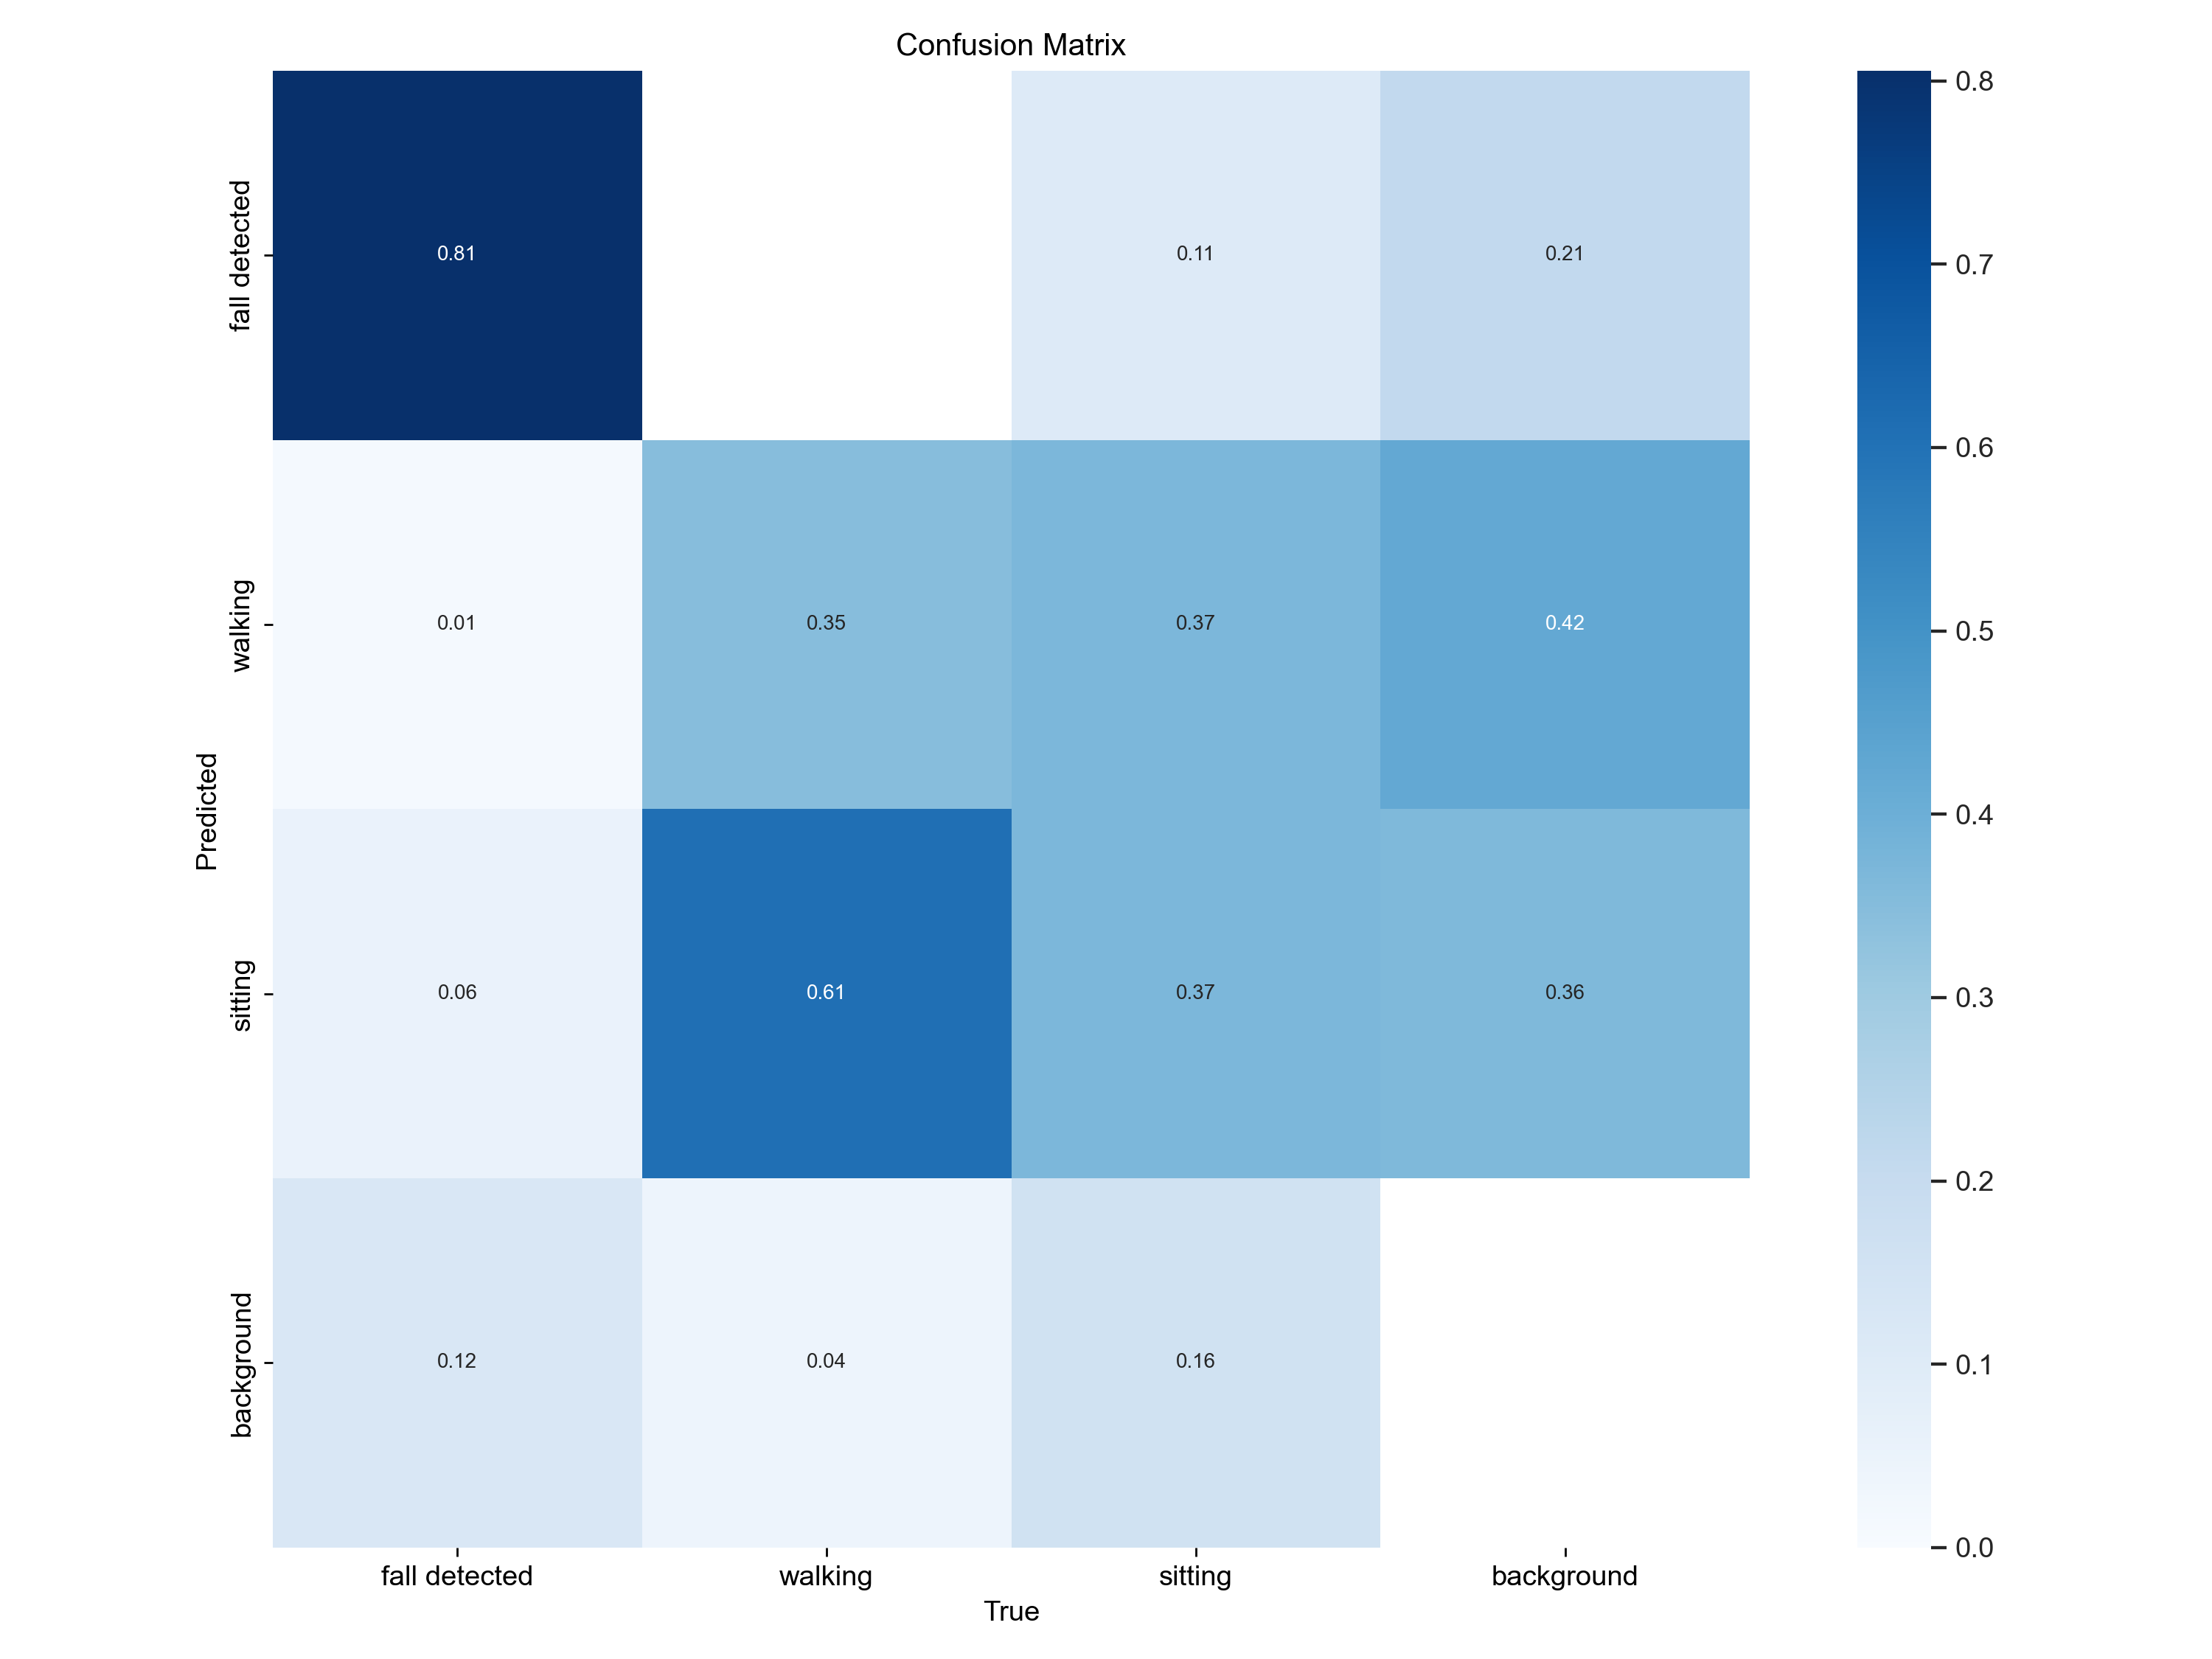 Confusion Matrix
fall detected
0.81
0.11
0.21
walking
0.01
0.35
0.37
0.42
sitting
0.06
0.61
0.37
0.36
background
0.12
0.04
0.16
Predicted
fall detected
walking
sitting
background
True
0.8
0.7
0.6
0.5
0.4
0.3
0.2
0.1
0.0